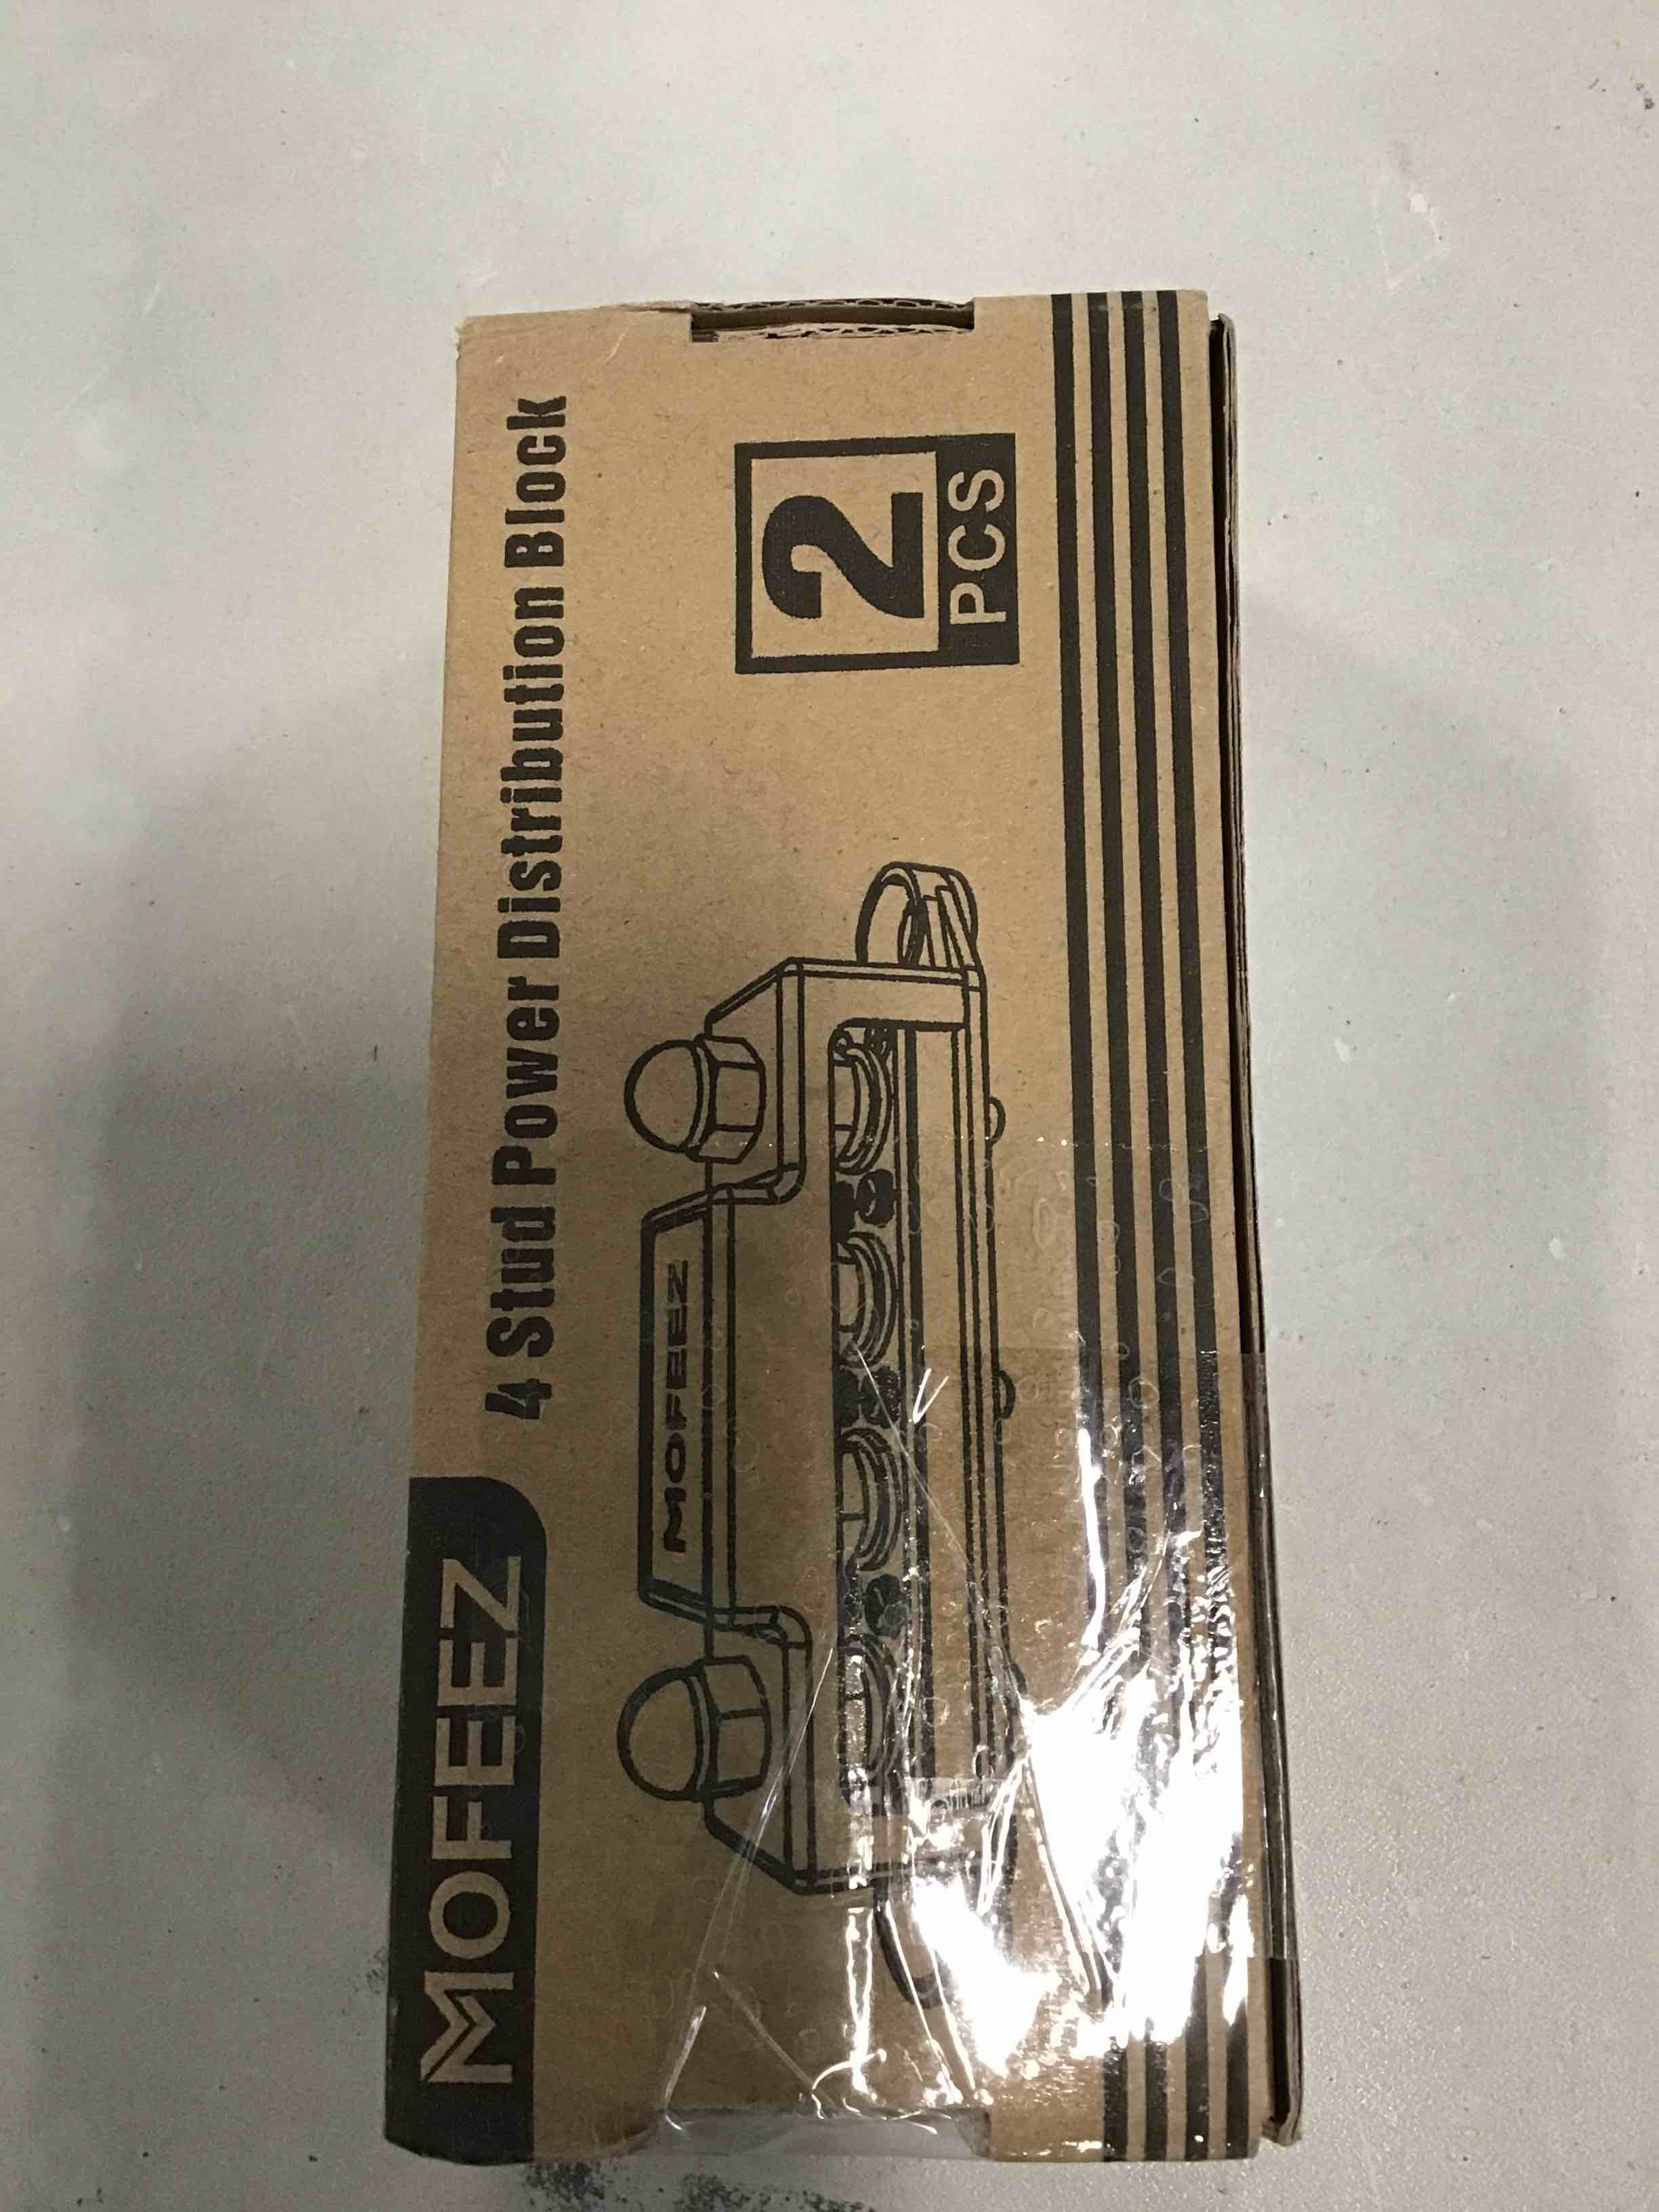 MOFEEZ
4 Stud Power Distribution Block
MOFEEZ
2
PCS